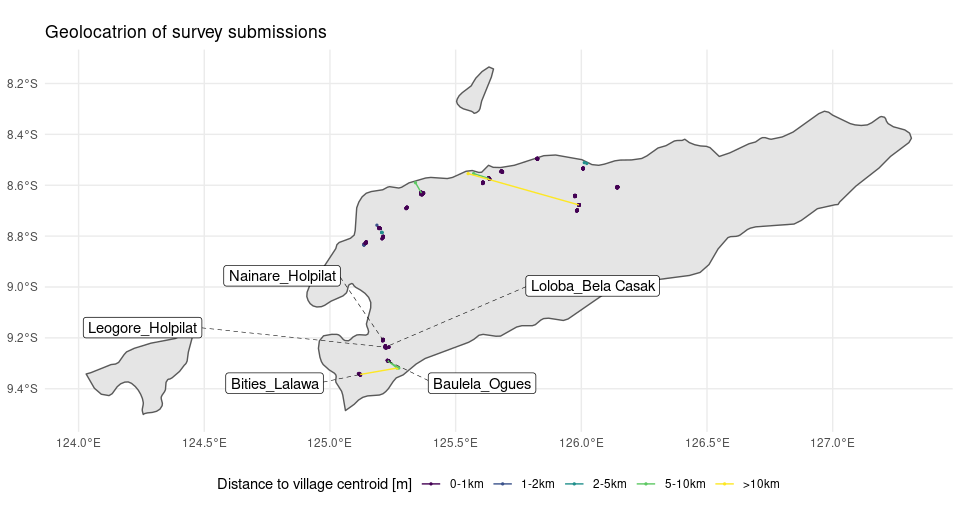 Geolocatrion of survey submissions
8.2°S
8.4°S
8.6°S
8.8°S
9.0°S
9.2°S
9.4°S
Nainare_Holpilat
Loloba_Bela Casak
Leogore_Holpilat
Bities_Lalawa
Baulela_Ogues
124.0°E 124.5°E 125.0°E 125.5°E 126.0°E 126.5°E 127.0°E
Distance to village centroid [m] 0-1km 1-2km 2-5km 5-10km >10km